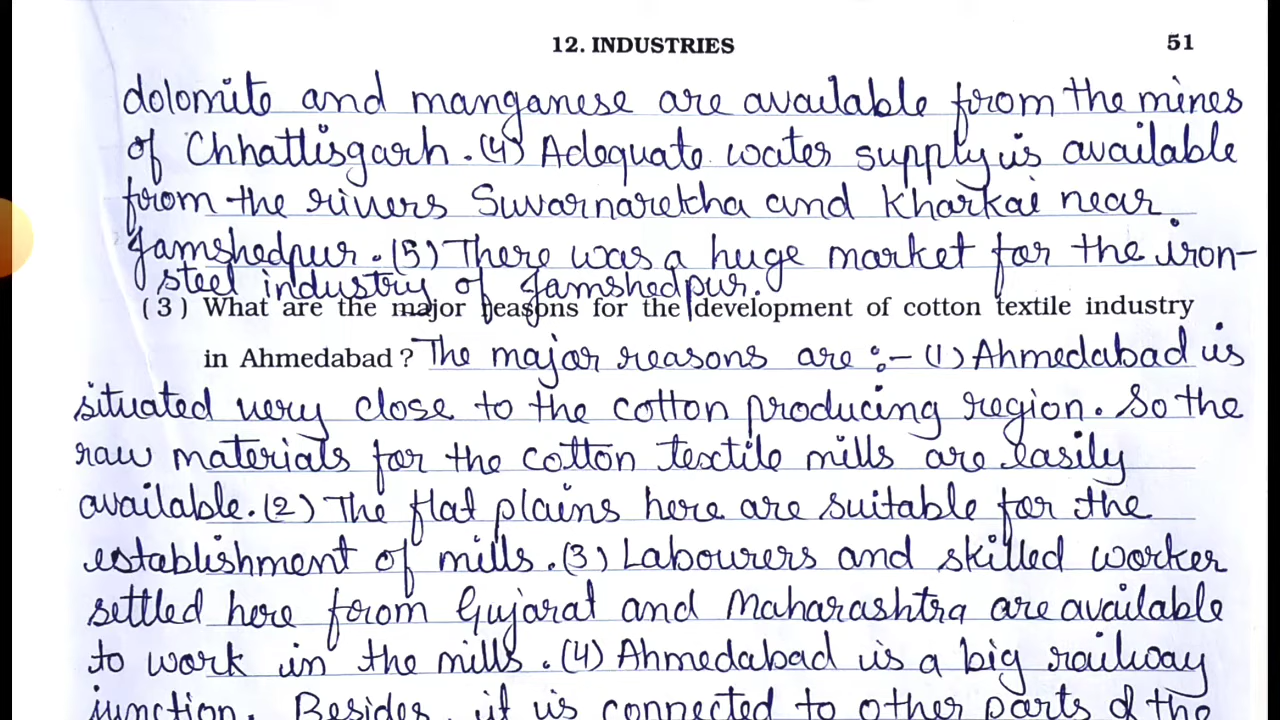 12. INDUSTRIES 51
dolomite and manganese are available from the mines
of Chhattisgarh. (4) Adequate water supply is available
from the rivers Suvarnarekha and Kharkai near
Jamshedpur. (5) There was a huge market for the iron-
steel industry of Jamshedpur.
(3) What are the major reasons for the development of cotton textile industry
in Ahmedabad? The major reasons are :- (1) Ahmedabad is
situated very close to the cotton producing region. So the
raw materials for the cotton textile mills are easily
available. (2) The flat plains here are suitable for the
establishment of mills. (3) Labourers and skilled worker
settled here from Gujarat and Maharashtra are available
to work in the mills. (4) Ahmedabad is a big railway
junction. Besides, it is connected to other parts of the